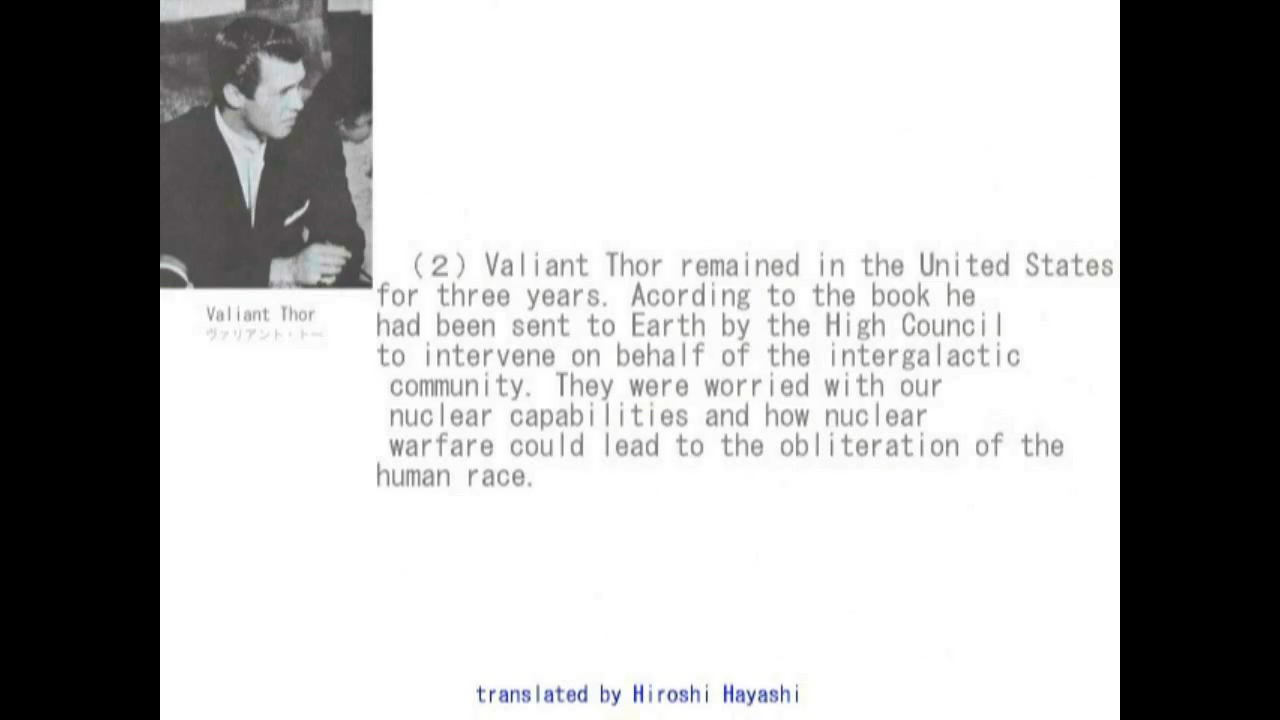 Valiant Thor
ヴァリアント・トー
(2) Valiant Thor remained in the United States
for three years. Acording to the book he
had been sent to Earth by the High Council
to intervene on behalf of the intergalactic
community. They were worried with our
nuclear capabilities and how nuclear
warfare could lead to the obliteration of the
human race.
translated by Hiroshi Hayashi